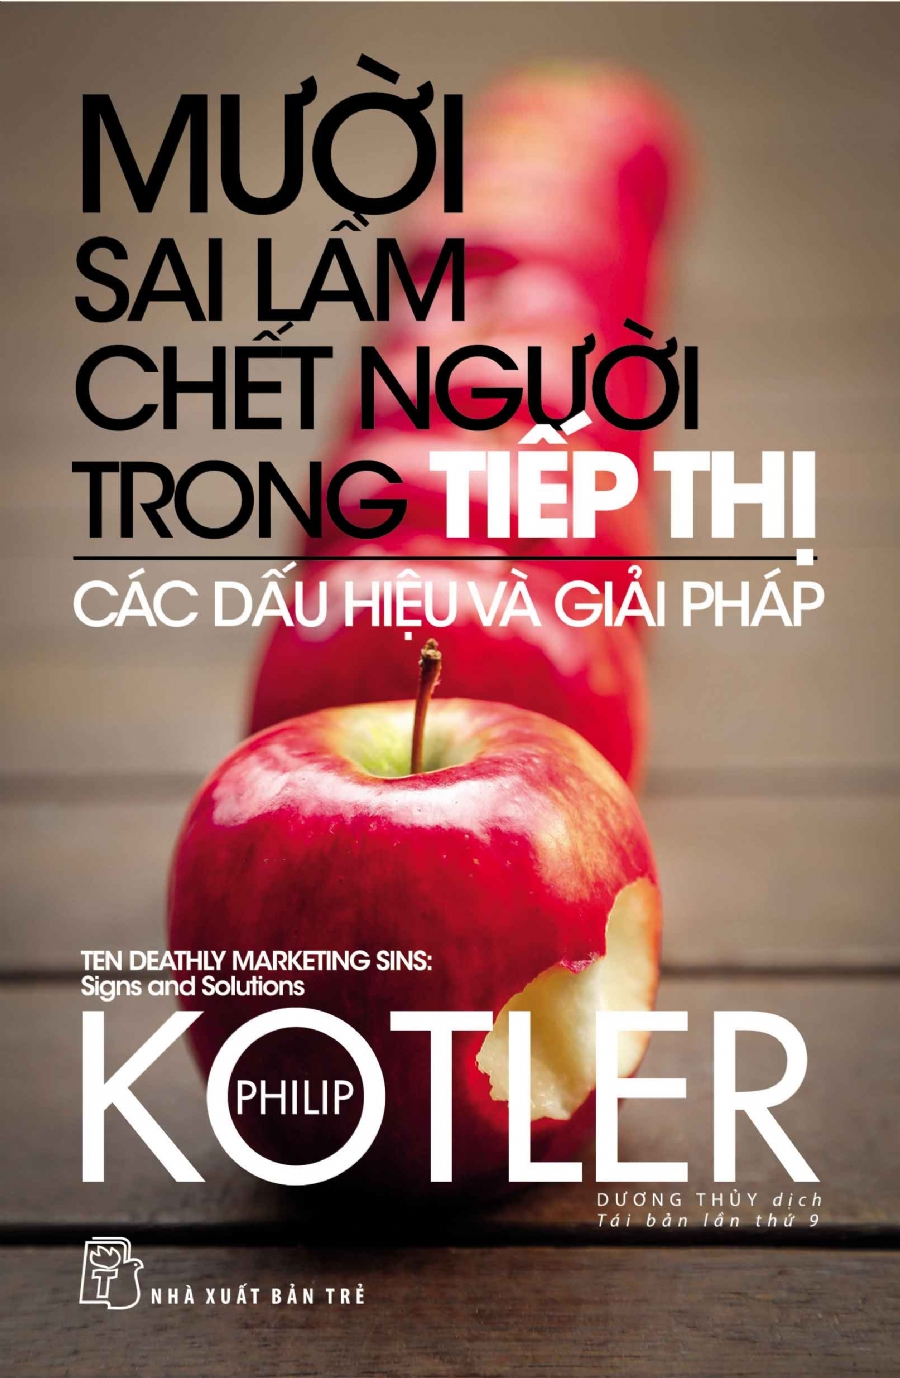 MƯỜI
SAI LẦM
CHẾT NGƯỜI
TRONG TIẾP THỊ
CÁC DẤU HIỆU VÀ GIẢI PHÁP
TEN DEATHLY MARKETING SINS:
Signs and Solutions
KOTLER
PHILIP
DƯƠNG THỦY dịch
Tái bản lần thứ 9
T
NHÀ XUẤT BẢN TRẺ